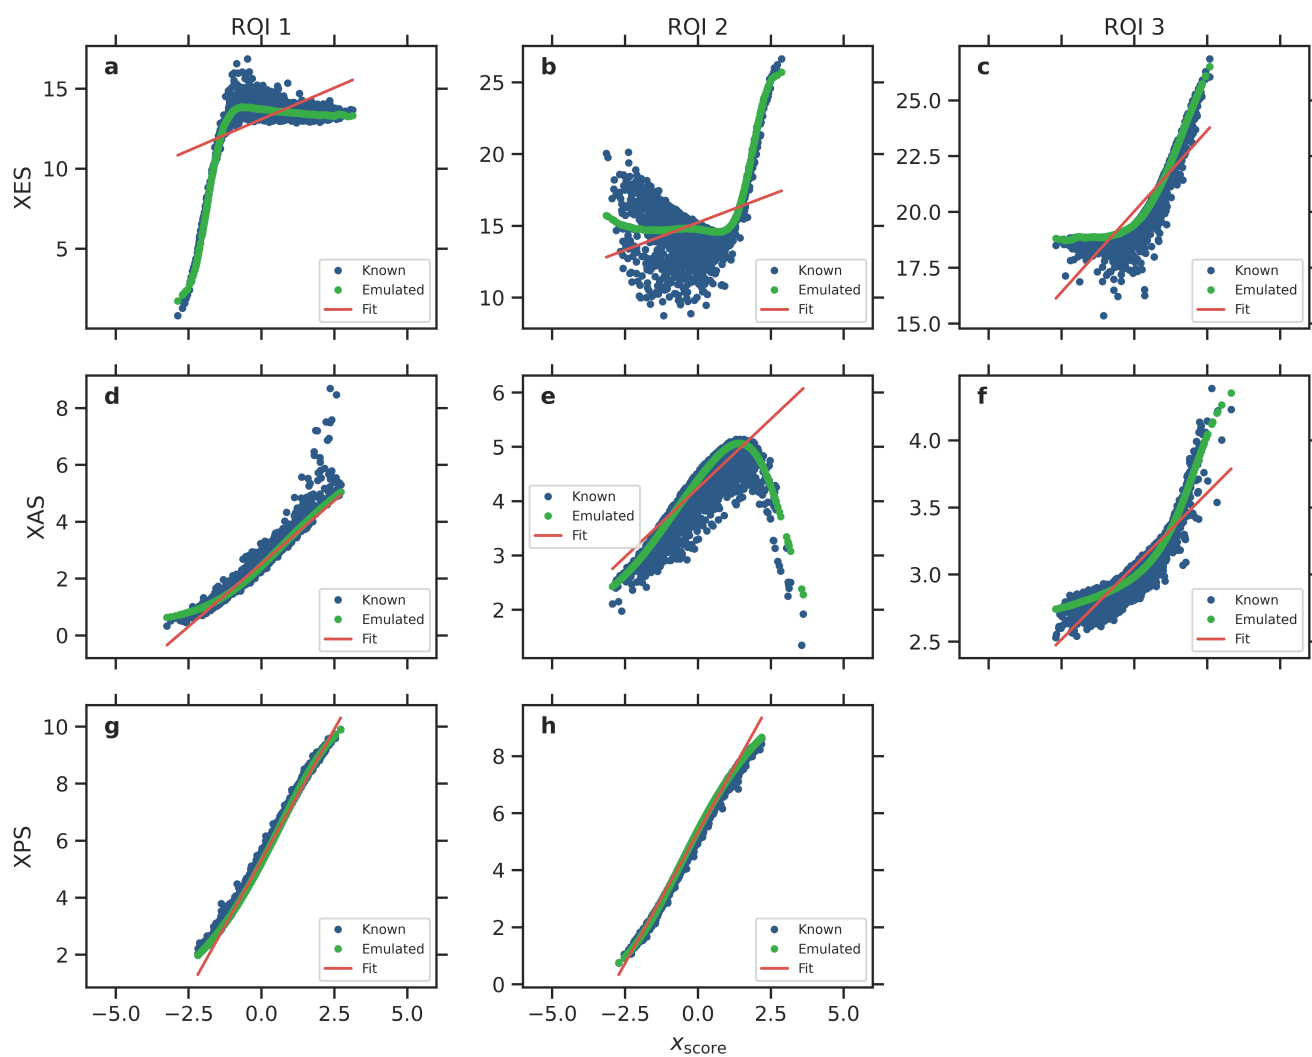 ROI 1
ROI 2
ROI 3
a
b
c
XES
15
10
5
25
20
15
10
25.0
22.5
20.0
17.5
15.0
Known
Emulated
Fit
Known
Emulated
Fit
Known
Emulated
Fit
d
e
f
XAS
8
6
4
2
0
6
5
4
3
2
4.0
3.5
3.0
2.5
Known
Emulated
Fit
Known
Emulated
Fit
Known
Emulated
Fit
g
h
XPS
10
8
6
4
2
8
6
4
2
0
Known
Emulated
Fit
Known
Emulated
Fit
−5.0 −2.5 0.0 2.5 5.0
−5.0 −2.5 0.0 2.5 5.0
x_score